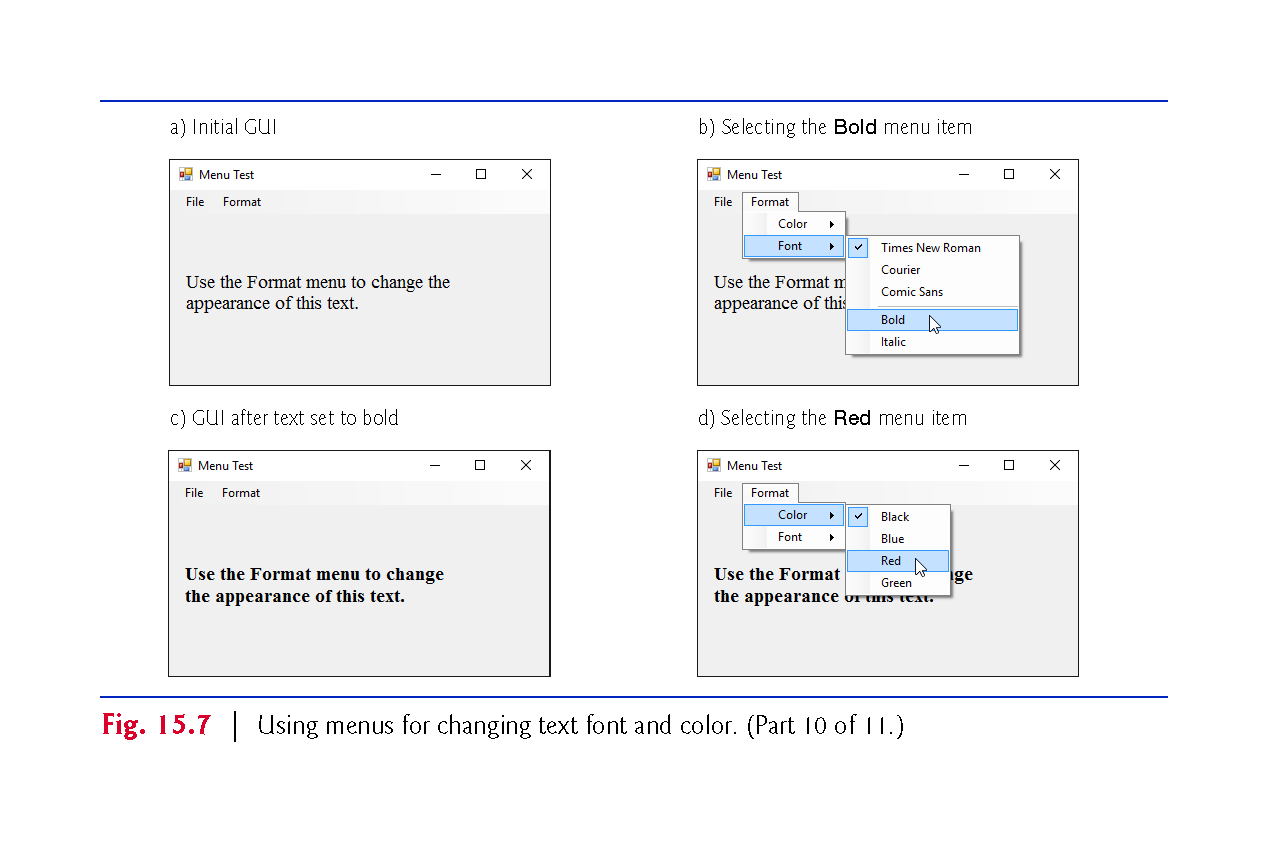 a) Initial GUI
Menu Test
File Format
Use the Format menu to change the
appearance of this text.
b) Selecting the Bold menu item
Menu Test
File Format
Color
Font
Times New Roman
Courier
Comic Sans
Bold
Italic
Use the Format
appearance of this
c) GUI after text set to bold
Menu Test
File Format
Use the Format menu to change
the appearance of this text.
d) Selecting the Red menu item
Menu Test
File Format
Color
Font
Black
Blue
Red
Green
Use the Format
the appearance of this text.
Fig. 15.7 | Using menus for changing text font and color. (Part 10 of 11.)